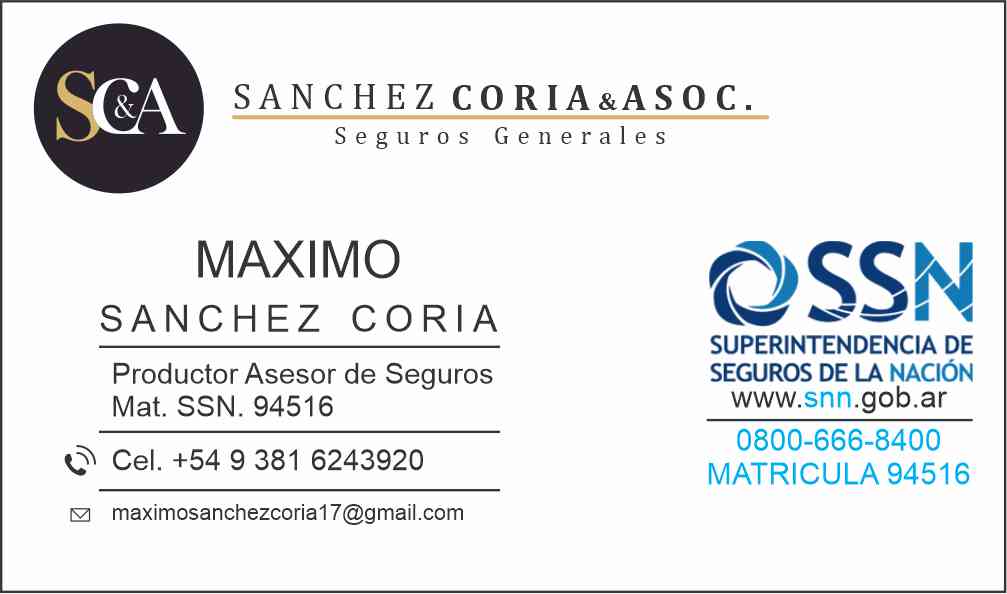 SC&A
SANCHEZ CORIA & ASOC.
Seguros Generales
MAXIMO
SANCHEZ CORIA
Productor Asesor de Seguros
Mat. SSN. 94516
Cel. +54 9 381 6243920
maximosanchezcoria17@gmail.com
SSN
SUPERINTENDENCIA DE
SEGUROS DE LA NACIÓN
www.snn.gob.ar
0800-666-8400
MATRICULA 94516